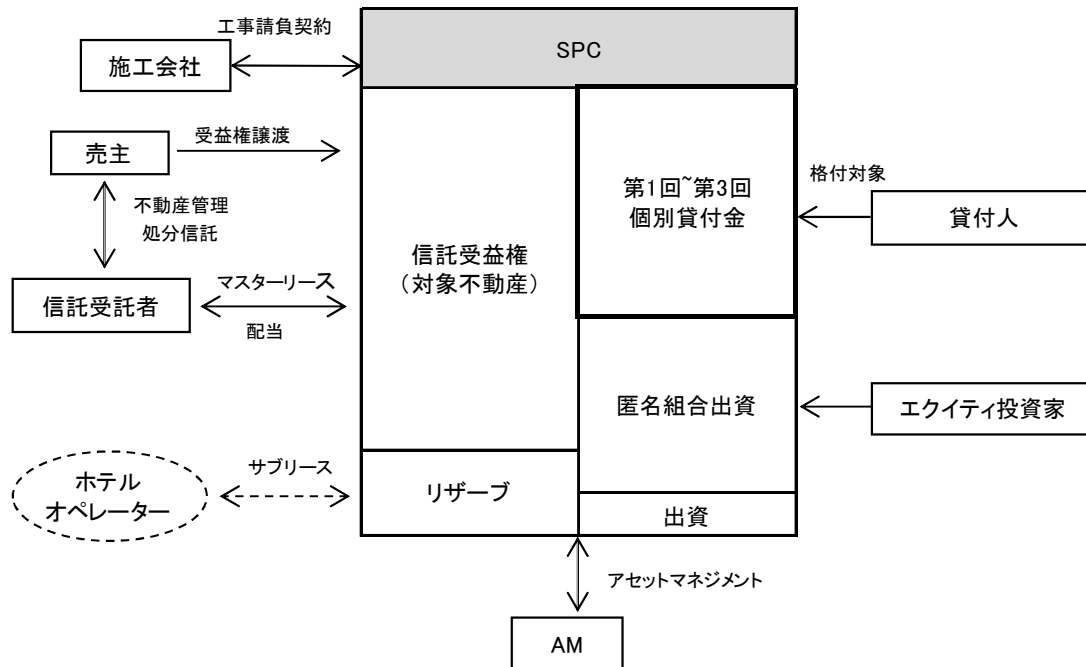 工事請負契約
SPC
施工会社
受益権譲渡
売主
第1回~第3回
個別貸付金
格付対象
貸付人
不動産管理
処分信託
信託受益権
（対象不動産）
マスターリース
信託受託者
配当
匿名組合出資
エクイティ投資家
サブリース
ホテル
オペレーター
リザーブ
出資
アセットマネジメント
AM